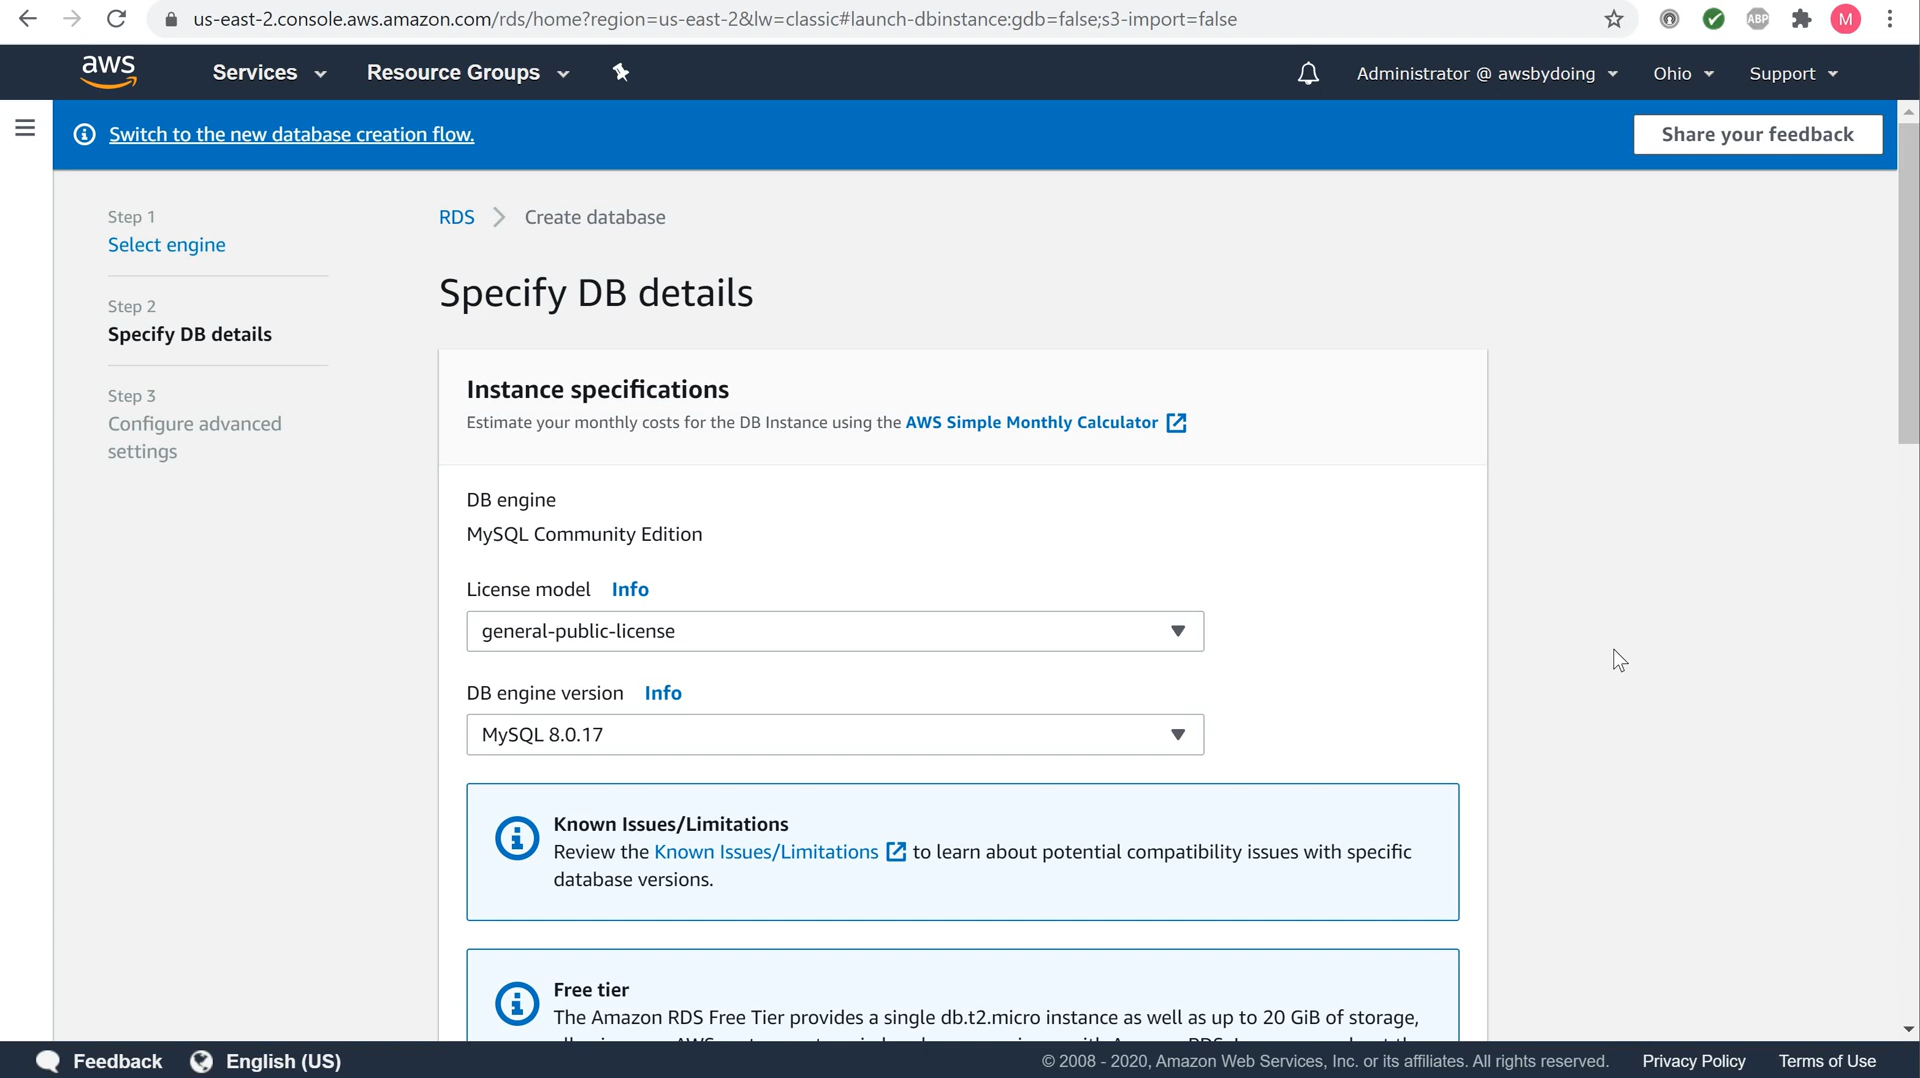 us-east-2.console.aws.amazon.com/rds/home?region=us-east-2&lw=classic#launch-dbinstance:gdb=false;s3-import=false
ABP
M
aws
Services
Resource Groups
Administrator @ awsbydoing
Ohio
Support
Switch to the new database creation flow.
Share your feedback
Step 1
Select engine
Step 2
Specify DB details
Step 3
Configure advanced
settings
RDS
Create database
Specify DB details
Instance specifications
Estimate your monthly costs for the DB Instance using the AWS Simple Monthly Calculator
DB engine
MySQL Community Edition
License model Info
general-public-license
DB engine version Info
MySQL 8.0.17
Known Issues/Limitations
Review the Known Issues/Limitations to learn about potential compatibility issues with specific
database versions.
Free tier
The Amazon RDS Free Tier provides a single db.t2.micro instance as well as up to 20 GiB of storage,
Feedback
English (US)
© 2008 - 2020, Amazon Web Services, Inc. or its affiliates. All rights reserved.
Privacy Policy
Terms of Use